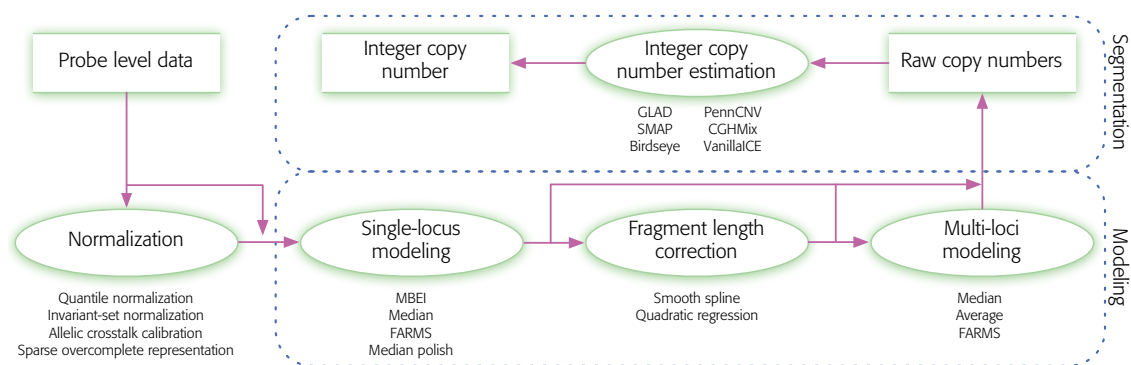 Probe level data
Integer copy
number
Integer copy
number estimation
Raw copy numbers
GLAD PennCNV
SMAP CGHMix
Birdseye VanillaICE
Segmentation
Normalization
Single-locus
modeling
Fragment length
correction
Multi-loci
modeling
Quantile normalization
Invariant-set normalization
Allelic crosstalk calibration
Sparse overcomplete representation
MBEI
Median
FARMS
Median polish
Smooth spline
Quadratic regression
Median
Average
FARMS
Modeling